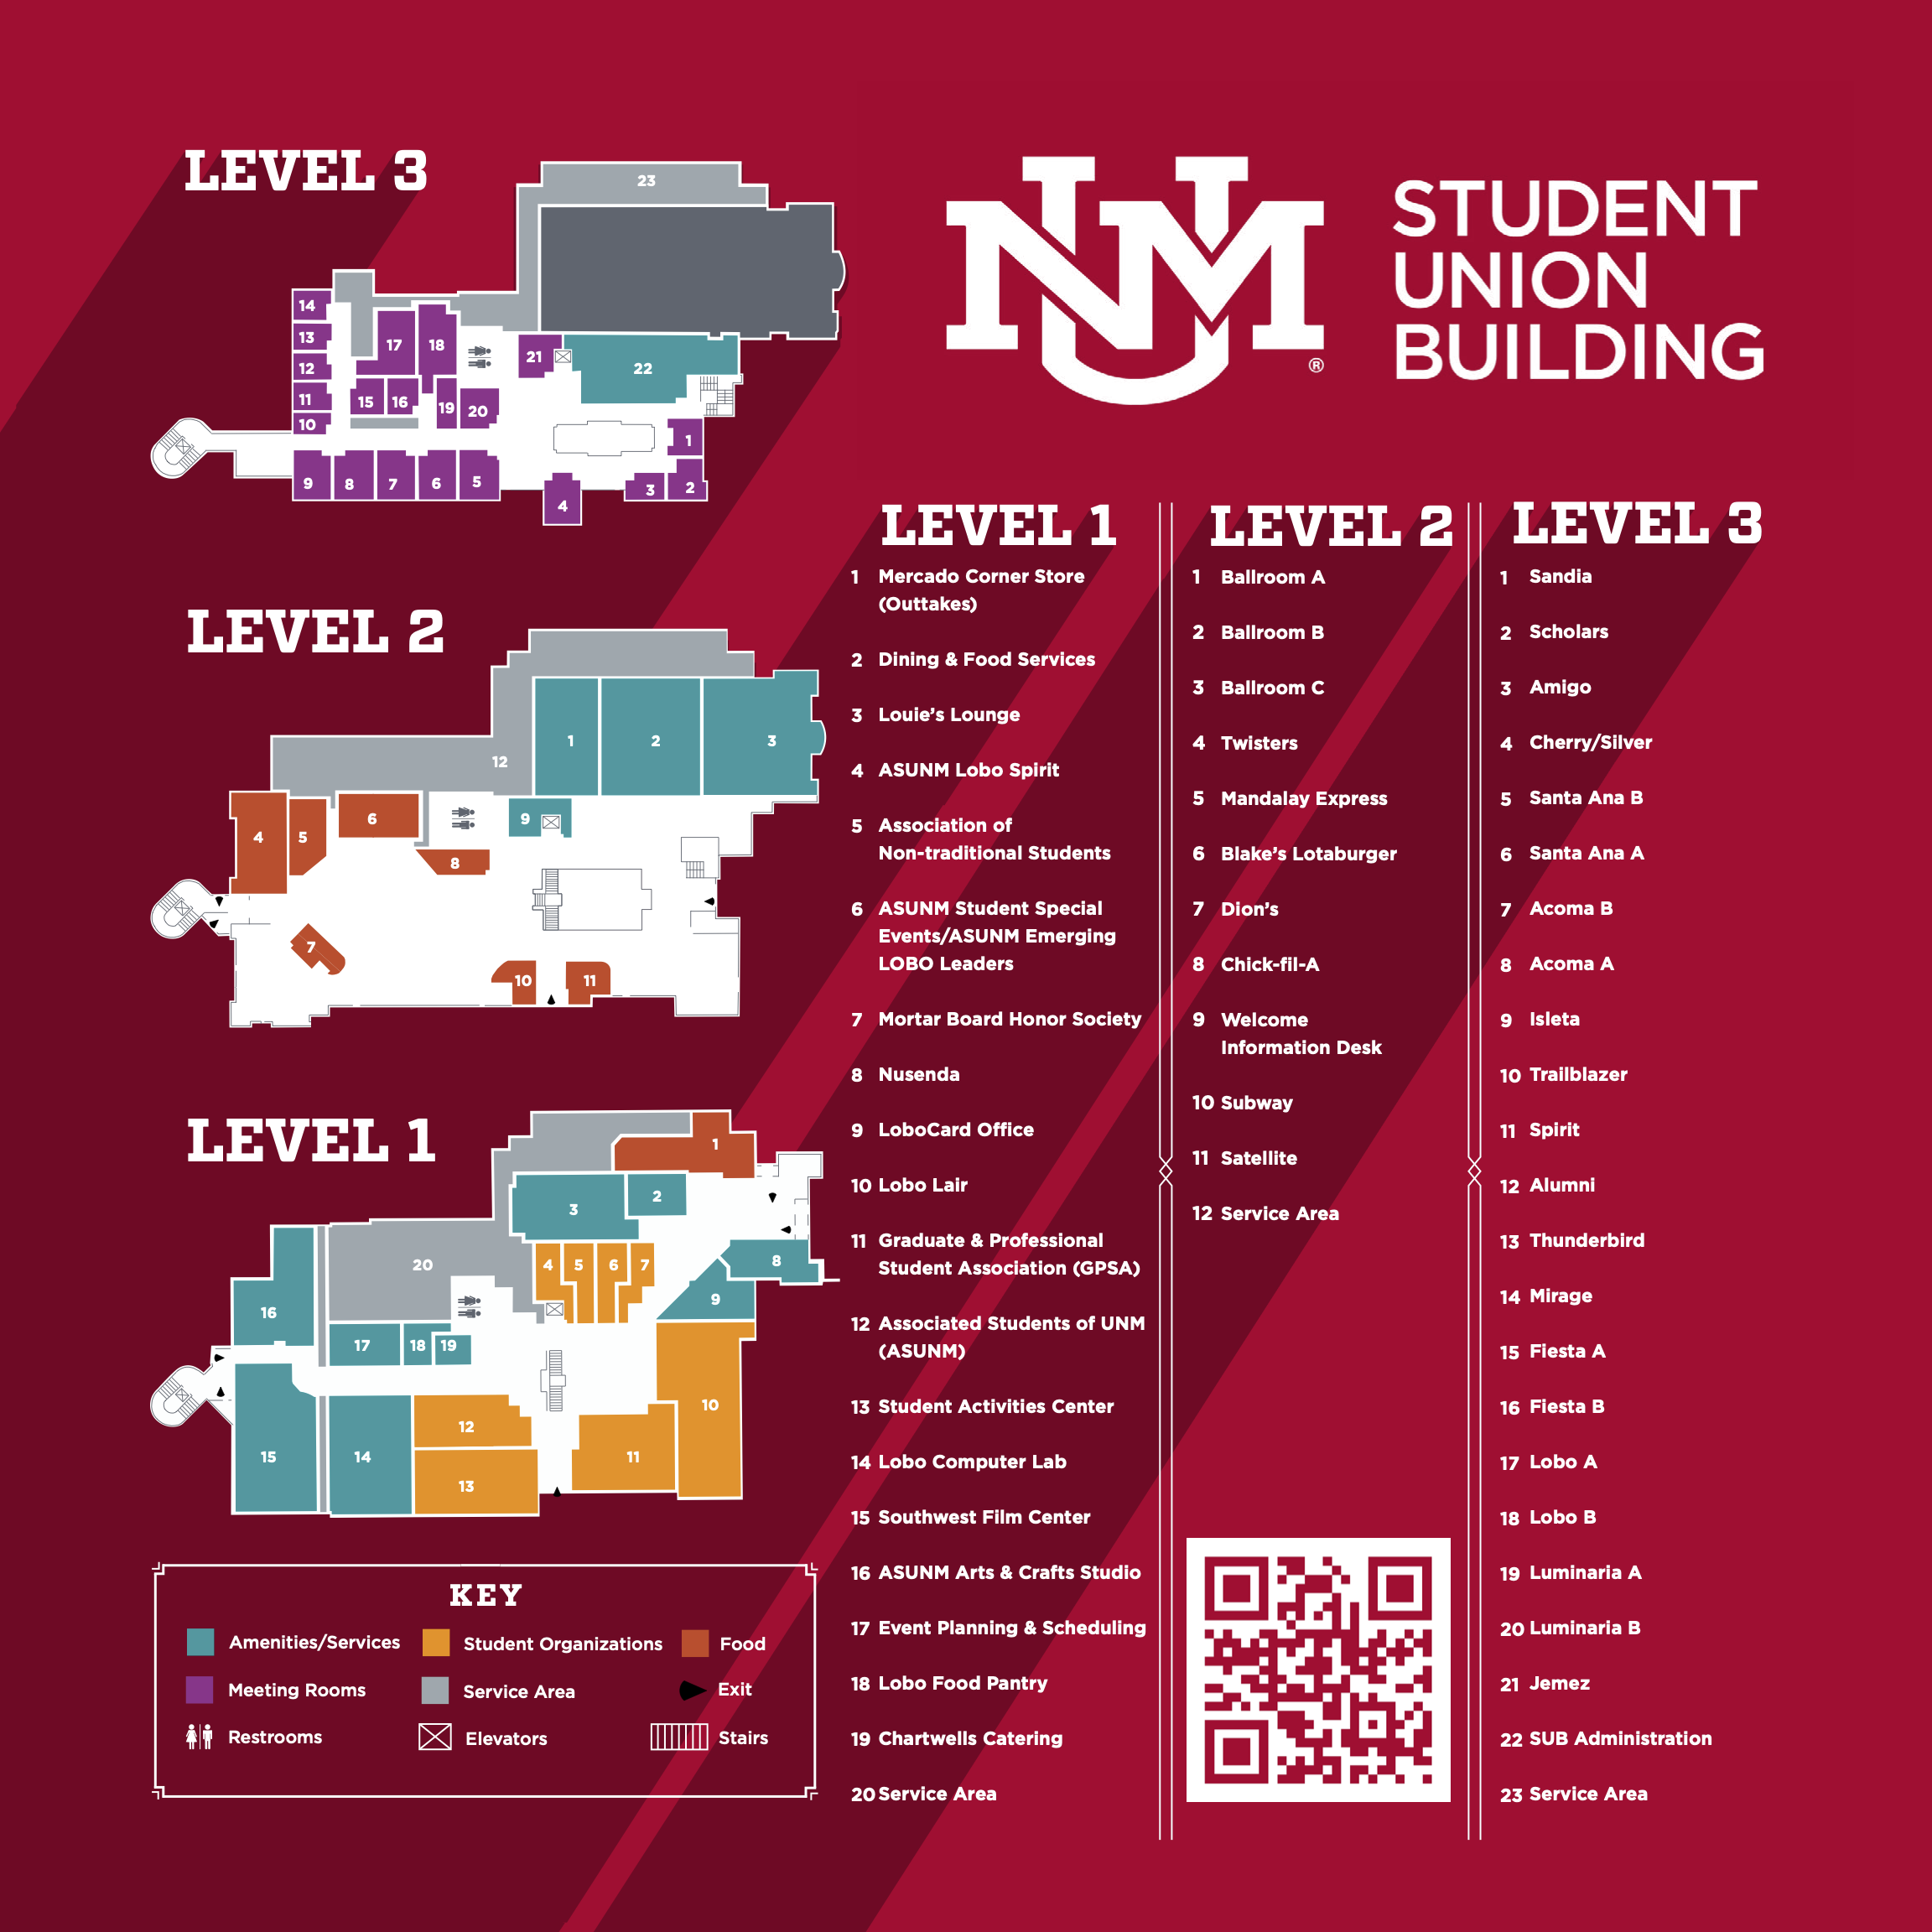 UNM
®
STUDENT
UNION
BUILDING
LEVEL 3
23
14
13
12
11
10
17
18
15
16
19
20
21
22
1
9
8
7
6
5
4
3
2
LEVEL 2
1
2
3
12
4
5
6
9
8
7
10
11
LEVEL 1
1
2
3
20
4
5
6
7
8
9
16
17
18
19
10
12
11
15
14
13
KEY
Amenities/Services
Student Organizations
Food
Meeting Rooms
Service Area
Exit
Restrooms
Elevators
Stairs
LEVEL 1
1 Mercado Corner Store
(Outtakes)
2 Dining & Food Services
3 Louie’s Lounge
4 ASUNM Lobo Spirit
5 Association of
Non-traditional Students
6 ASUNM Student Special
Events/ASUNM Emerging
LOBO Leaders
7 Mortar Board Honor Society
8 Nusenda
9 LoboCard Office
10 Lobo Lair
11 Graduate & Professional
Student Association (GPSA)
12 Associated Students of UNM
(ASUNM)
13 Student Activities Center
14 Lobo Computer Lab
15 Southwest Film Center
16 ASUNM Arts & Crafts Studio
17 Event Planning & Scheduling
18 Lobo Food Pantry
19 Chartwells Catering
20 Service Area
LEVEL 2
1 Ballroom A
2 Ballroom B
3 Ballroom C
4 Twisters
5 Mandalay Express
6 Blake’s Lotaburger
7 Dion’s
8 Chick-fil-A
9 Welcome
Information Desk
10 Subway
11 Satellite
12 Service Area
LEVEL 3
1 Sandia
2 Scholars
3 Amigo
4 Cherry/Silver
5 Santa Ana B
6 Santa Ana A
7 Acoma B
8 Acoma A
9 Isleta
10 Trailblazer
11 Spirit
12 Alumni
13 Thunderbird
14 Mirage
15 Fiesta A
16 Fiesta B
17 Lobo A
18 Lobo B
19 Luminaria A
20 Luminaria B
21 Jemez
22 SUB Administration
23 Service Area